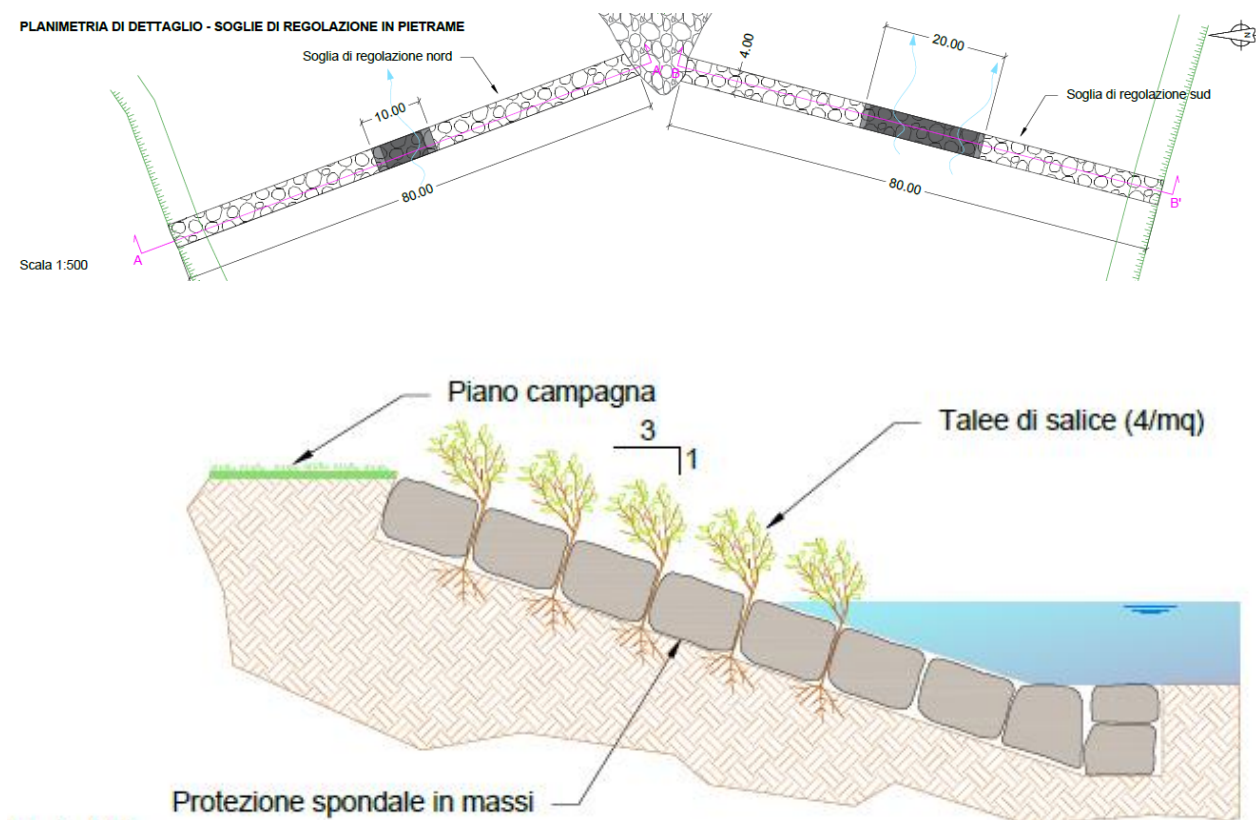 PLANIMETRIA DI DETTAGLIO - SOGLIE DI REGOLAZIONE IN PIETRAME
Soglia di regolazione nord
A'
B
4.00
20.00
N
Soglia di regolazione sud
10.00
80.00
80.00
A
B'
Scala 1:500
Piano campagna
3
1
Talee di salice (4/mq)
Protezione spondale in massi